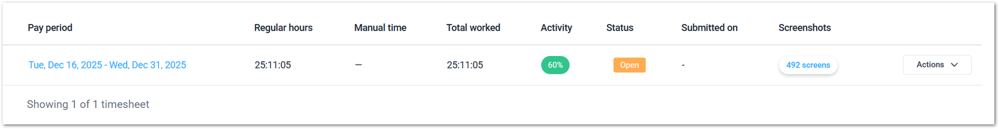 Pay period Regular hours Manual time Total worked Activity Status Submitted on Screenshots
Tue, Dec 16, 2025 - Wed, Dec 31, 2025 25:11:05 — 25:11:05 60% Open - 492 screens Actions
Showing 1 of 1 timesheet